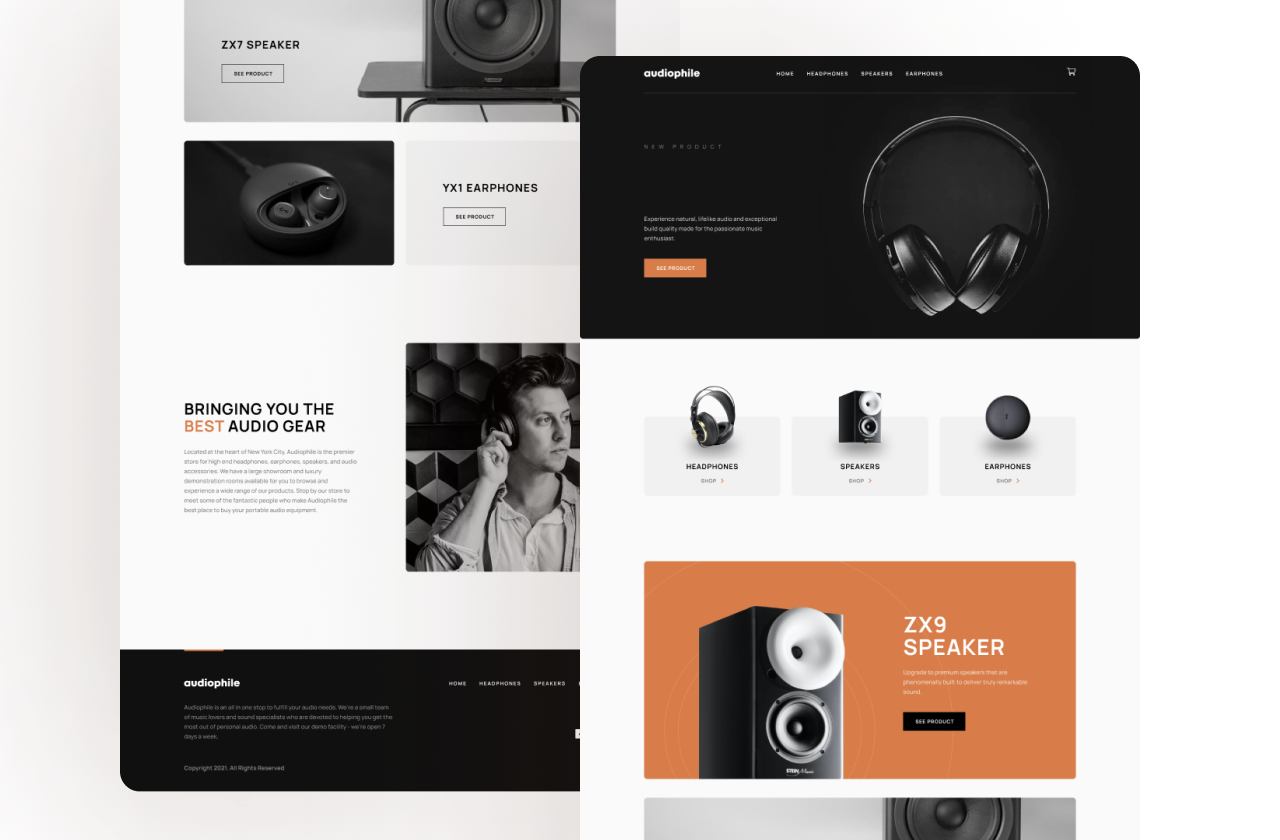 ZX7 SPEAKER
SEE PRODUCT
YX1 EARPHONES
SEE PRODUCT
BRINGING YOU THE
BEST AUDIO GEAR
Located at the heart of New York City, Audiophile is the premier
store for high end headphones, earphones, speakers, and audio
accessories. We have a large showroom and luxury
demonstration rooms available for you to browse and
experience a wide range of our products. Stop by our store to
meet some of the fantastic people who make Audiophile the
best place to buy your portable audio equipment.
audiophile
HOME HEADPHONES SPEAKERS
Audiophile is an all in one stop to fulfill your audio needs. We're a small team
of music lovers and sound specialists who are devoted to helping you get the
most out of personal audio. Come and visit our demo facility - we're open 7
days a week.
Copyright 2021. All Rights Reserved
audiophile
HOME HEADPHONES SPEAKERS EARPHONES
NEW PRODUCT
Experience natural, lifelike audio and exceptional
build quality made for the passionate music
enthusiast.
SEE PRODUCT
HEADPHONES
SHOP
SPEAKERS
SHOP
EARPHONES
SHOP
ZX9
SPEAKER
Upgrade to premium speakers that are
phenomenally built to deliver truly remarkable
sound.
SEE PRODUCT
STEIN Music